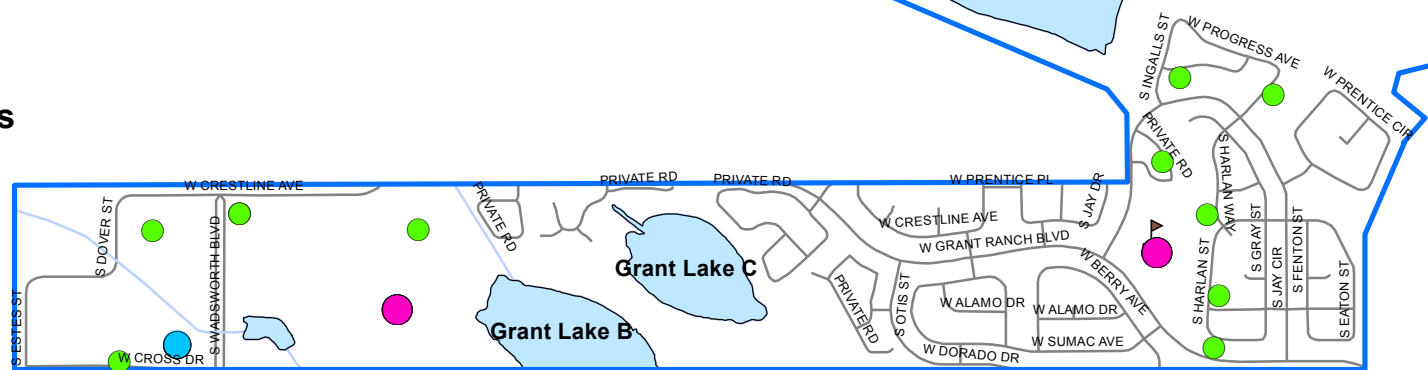 S INGALLS ST
W PROGRESS AVE
W PRENTICE CIR
s
PRIVATE RD
S HARLAN WAY
W CRESTLINE AVE
PRIVATE RD
PRIVATE RD
W PRENTICE PL
S JAY DR
S DOVER ST
S WADSWORTH BLVD
PRIVATE RD
W CRESTLINE AVE
W GRANT RANCH BLVD
S GRAY ST
S FENTON ST
S JAY CIR
Grant Lake C
W BERRY AVE
S HARLAN ST
S EATON ST
S ESTES ST
PRIVATE RD
S OTIS ST
W ALAMO DR
W ALAMO DR
Grant Lake B
W SUMAC AVE
W CROSS DR
W DORADO DR